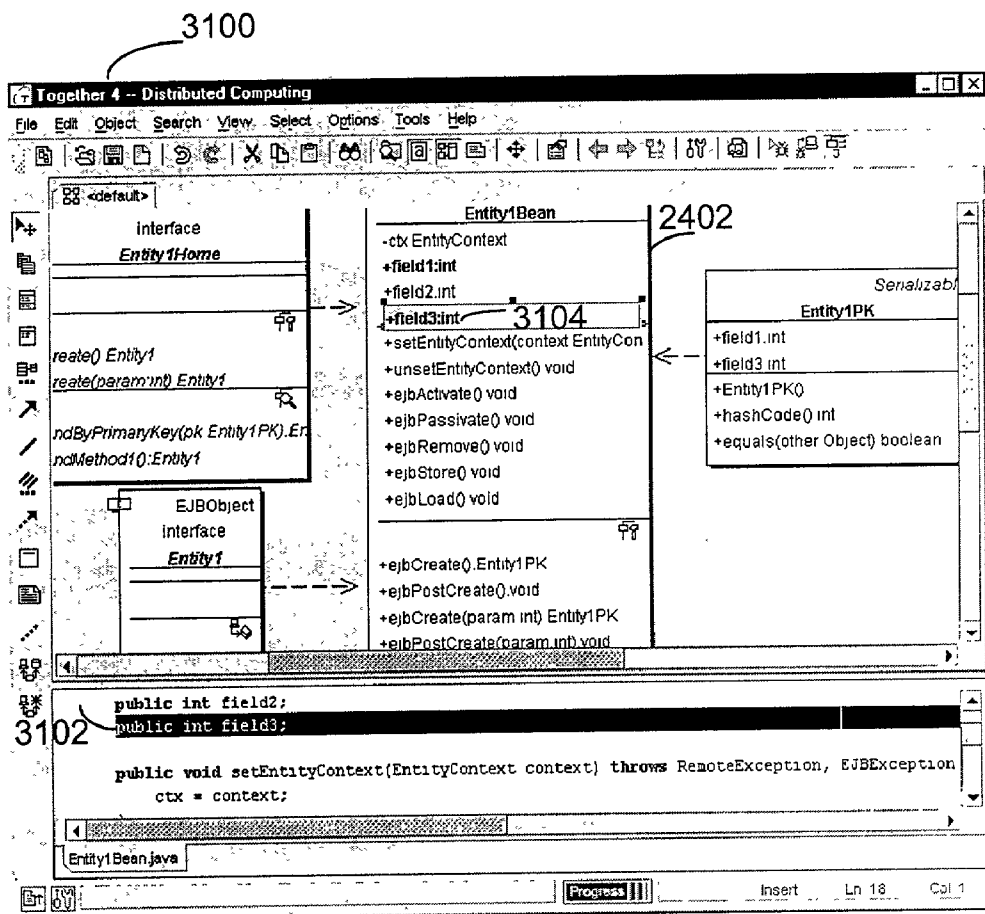 3100
Together 4 -- Distributed Computing
File Edit Object Search View Select Options Tools Help
<default>
interface
Entity1Home
reate() Entity1
reate(param:int) Entity1
ndByPrimaryKey(pk Entity1PK).En
ndMethod1():Entity1
EJBObject
interface
Entity1
Entity1Bean
2402
-ctx EntityContext
+field1:int
+field2.int
+field3:int
3104
+setEntityContext(context EntityCon
+unsetEntityContext() void
+ejbActivate() void
+ejbPassivate() void
+ejbRemove() void
+ejbStore() void
+ejbLoad() void
+ejbCreate().Entity1PK
+ejbPostCreate().void
+ejbCreate(param int) Entity1PK
+ejbPostCreate(param.int) void
Serializabl
Entity1PK
+field1.int
+field3 int
+Entity1PK()
+hashCode() int
+equals(other Object) boolean
3102
public int field2;
public int field3;
public void setEntityContext(EntityContext context) throws RemoteException, EJBException
ctx = context;
Entity1Bean.java
Progress Insert Ln 18 Col 1